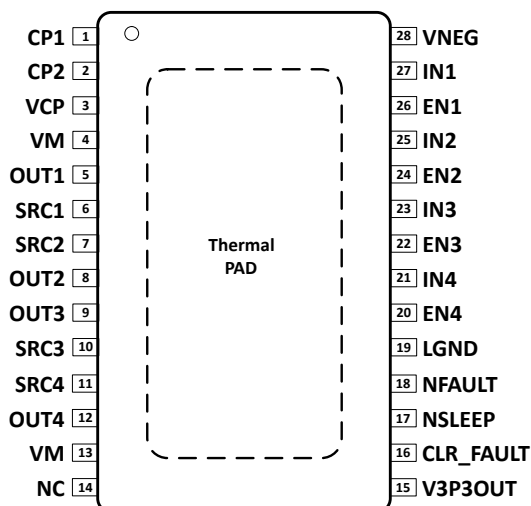 CP1 1
CP2 2
VCP 3
VM 4
OUT1 5
SRC1 6
SRC2 7
OUT2 8
OUT3 9
SRC3 10
SRC4 11
OUT4 12
VM 13
NC 14
Thermal
PAD
28 VNEG
27 IN1
26 EN1
25 IN2
24 EN2
23 IN3
22 EN3
21 IN4
20 EN4
19 LGND
18 NFAULT
17 NSLEEP
16 CLR_FAULT
15 V3P3OUT